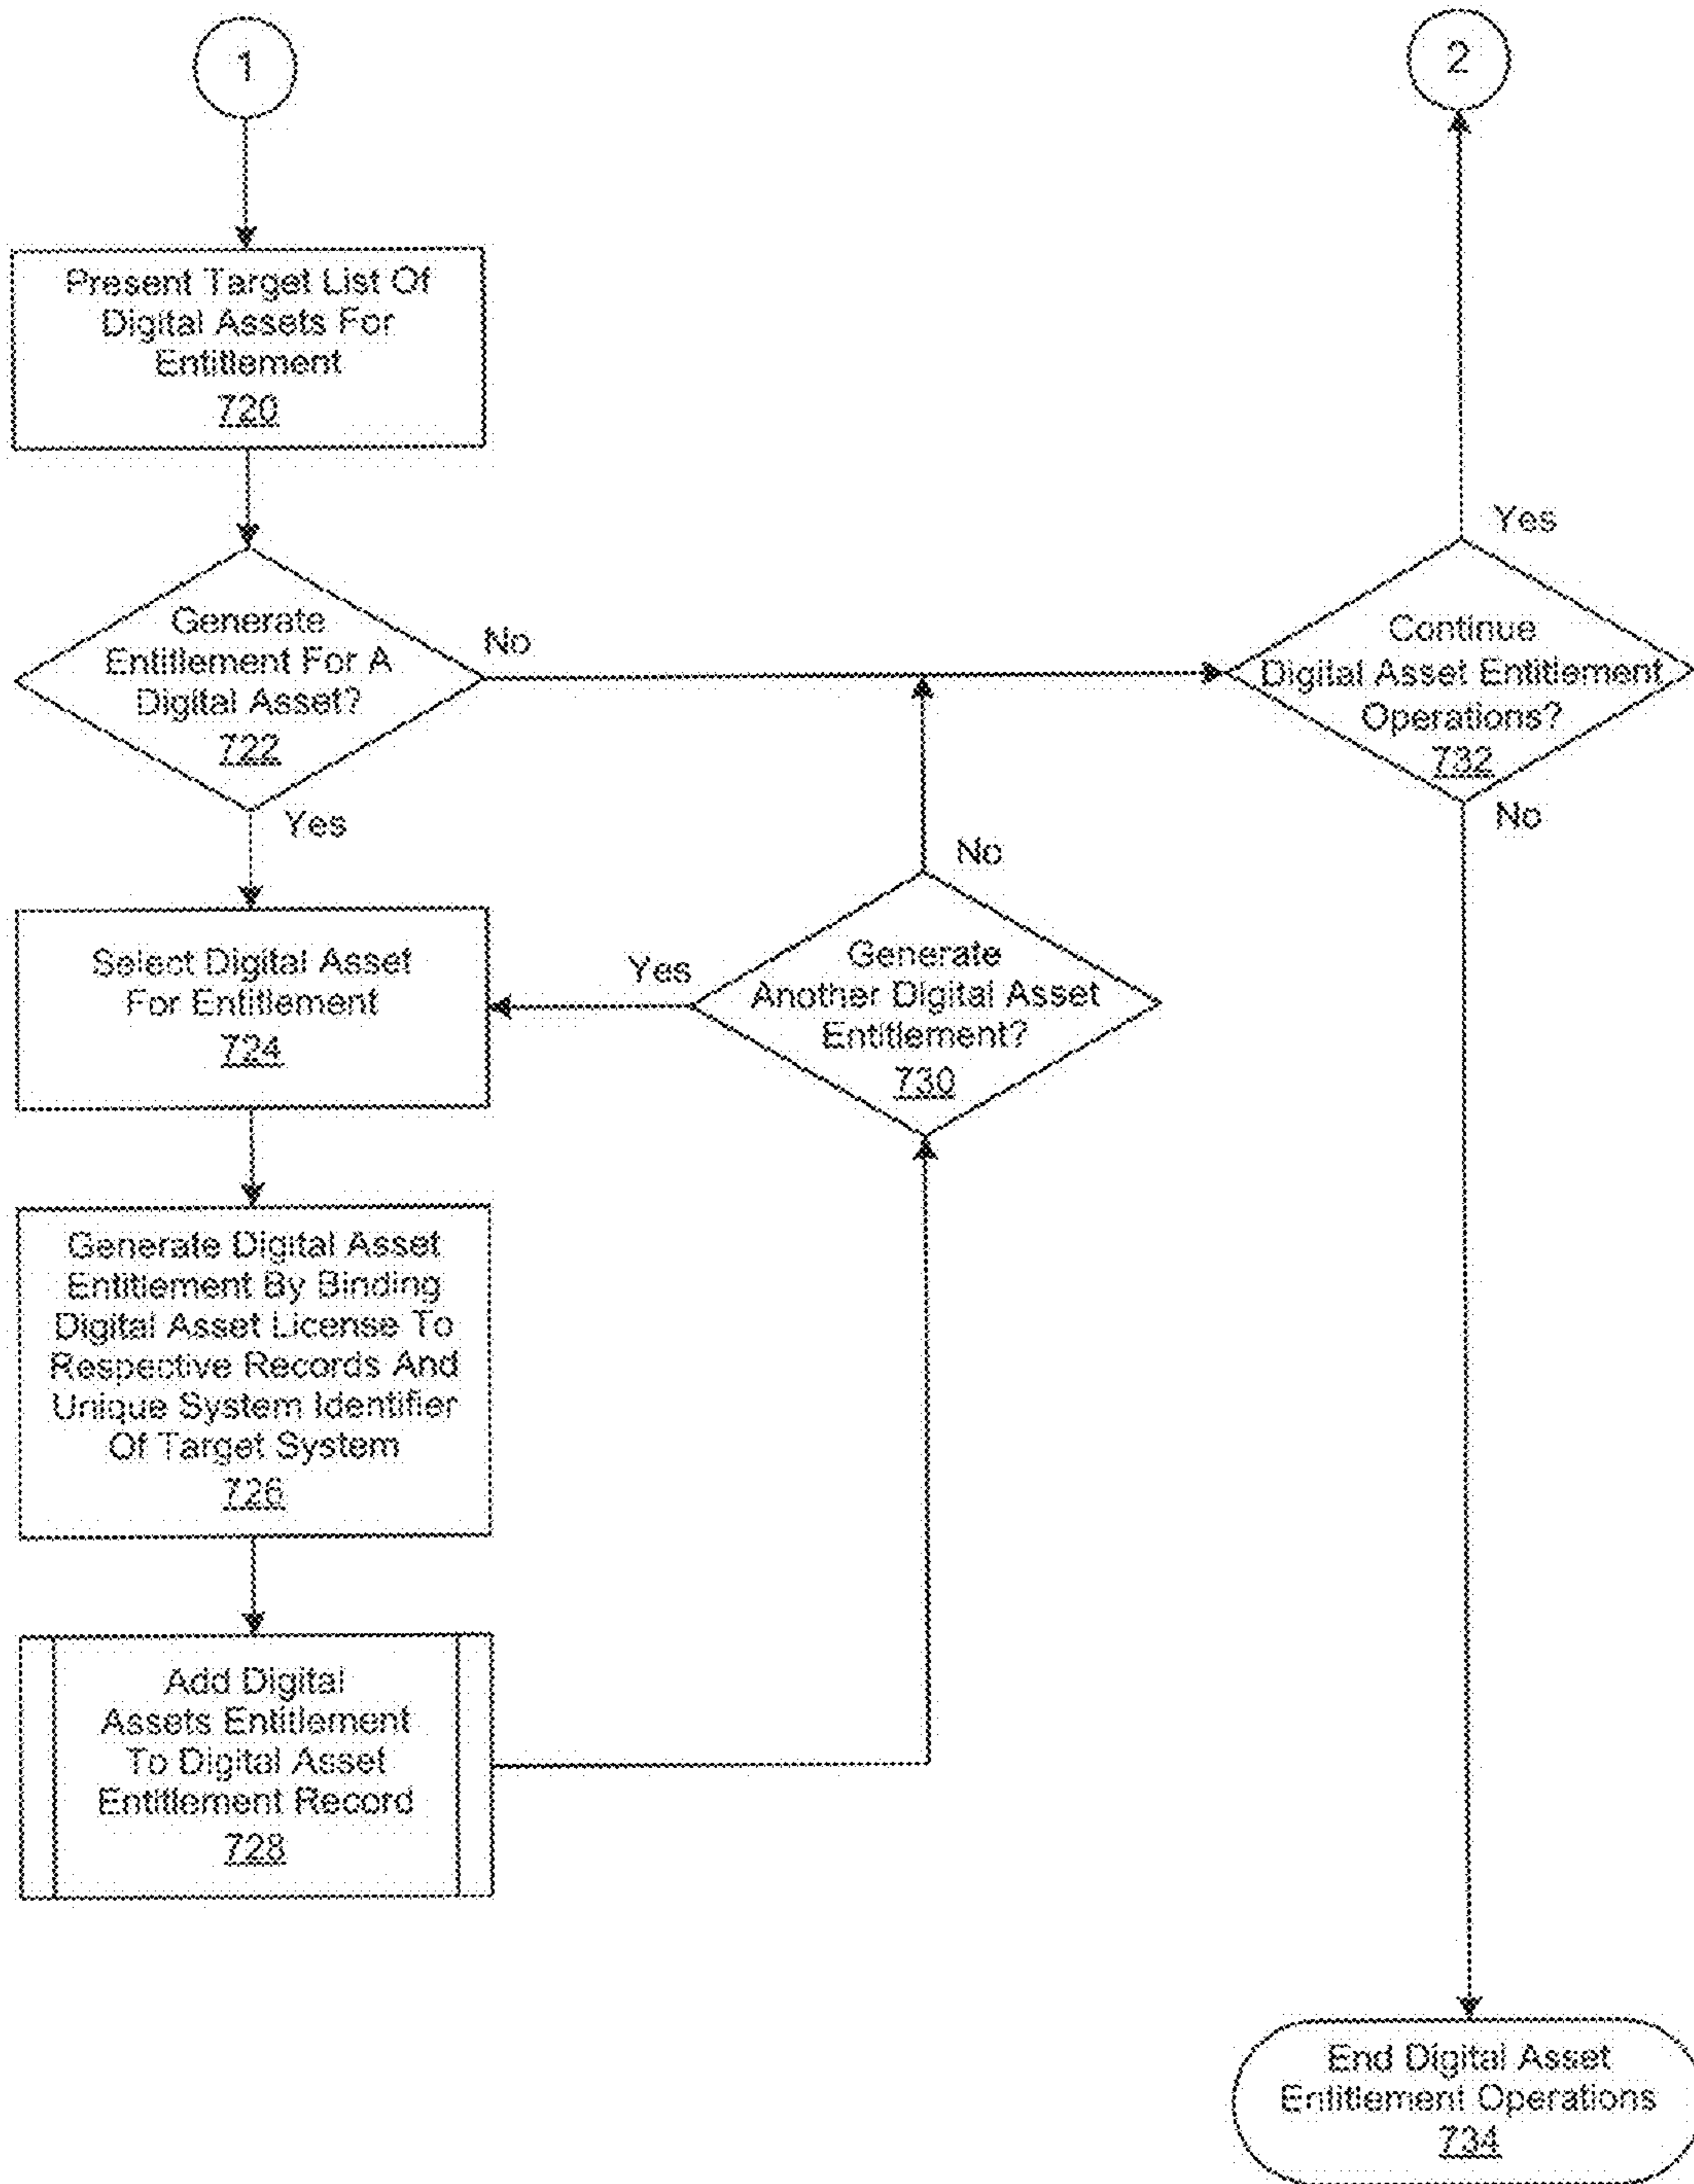 1
2
Present Target List Of
Digital Assets For
Entitlement
720
Yes
Generate
Entitlement For A
Digital Asset?
722
No
Continue
Digital Asset Entitlement
Operations?
732
Yes
No
No
Select Digital Asset
For Entitlement
724
Yes
Generate
Another Digital Asset
Entitlement?
730
Generate Digital Asset
Entitlement By Binding
Digital Asset License To
Respective Records And
Unique System Identifier
Of Target System
726
Add Digital
Assets Entitlement
To Digital Asset
Entitlement Record
728
End Digital Asset
Entitlement Operations
734